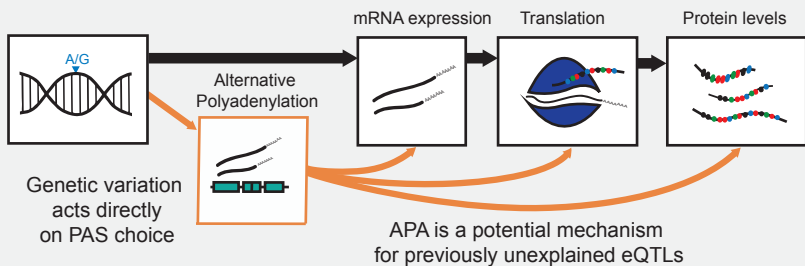 mRNA expression
Translation
Protein levels
A/G
Alternative
Polyadenylation
Genetic variation
acts directly
on PAS choice
APA is a potential mechanism
for previously unexplained eQTLs